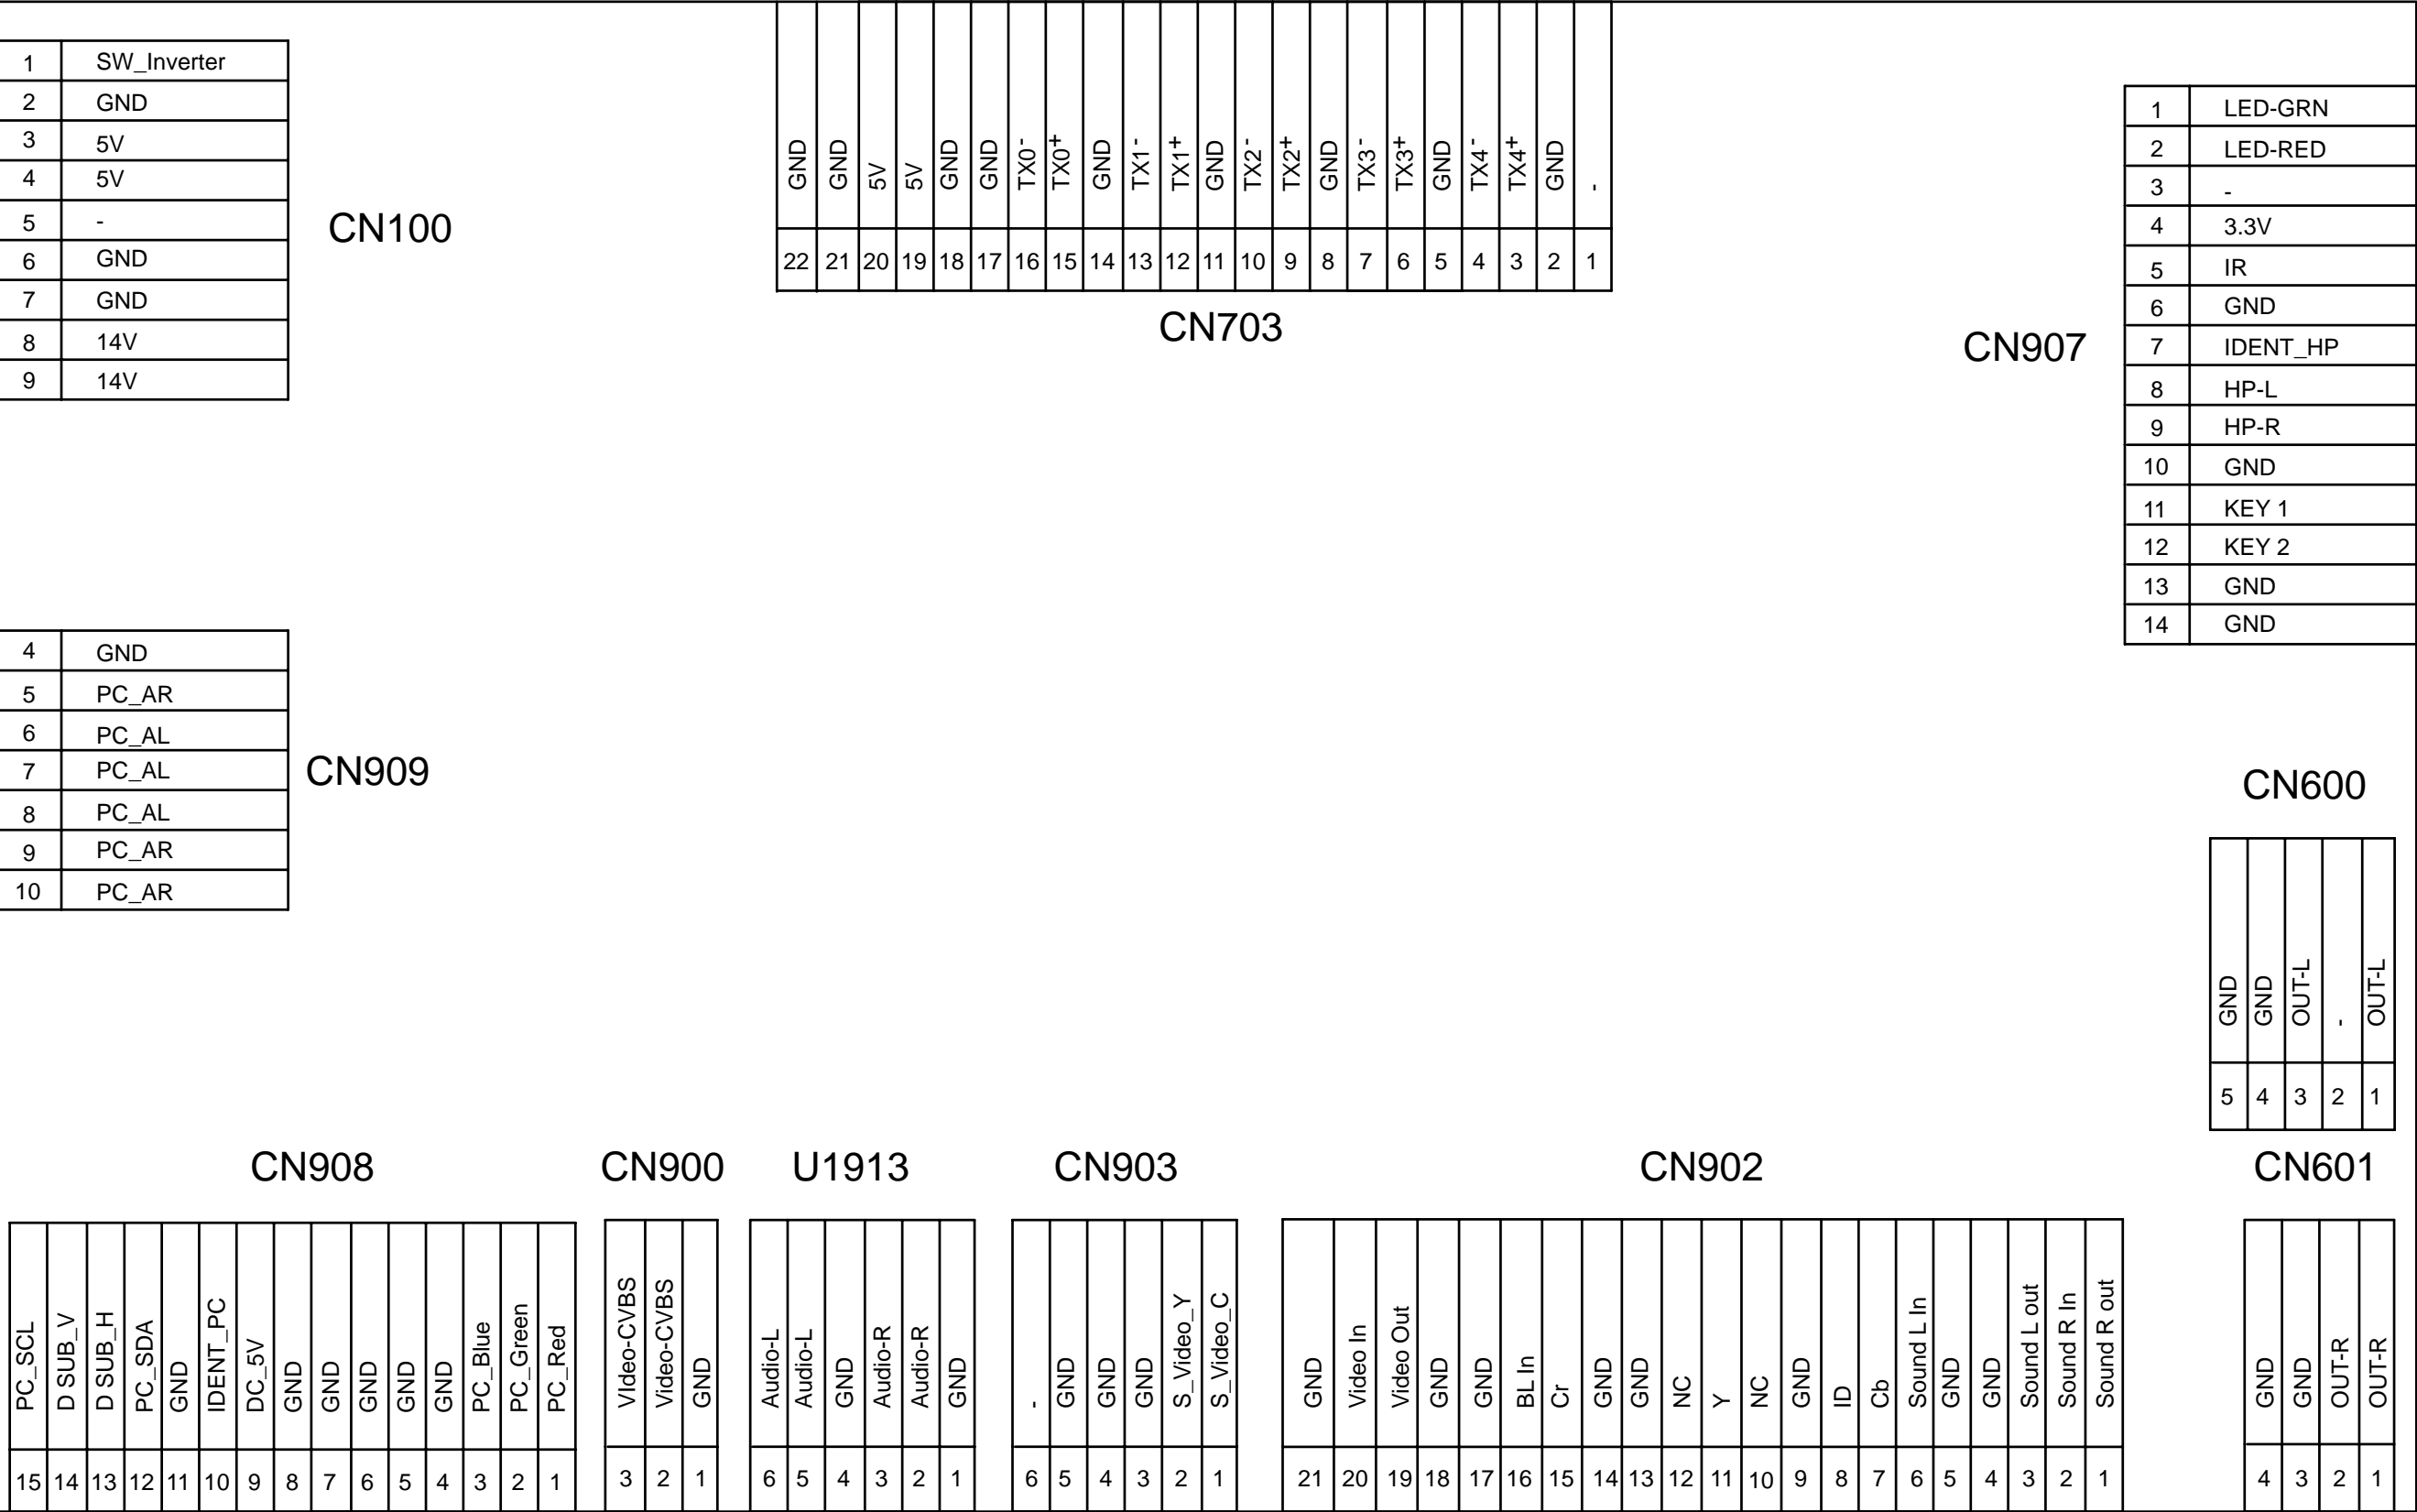 1 SW_Inverter
2 GND
3 5V
4 5V
5 -
6 GND
7 GND
8 14V
9 14V
CN100
GND GND 5V 5V GND GND TX0- TX0+ GND TX1- TX1+ GND TX2- TX2+ GND TX3- TX3+ GND TX4- TX4+ GND -
22 21 20 19 18 17 16 15 14 13 12 11 10 9 8 7 6 5 4 3 2 1
CN703
CN907
1 LED-GRN
2 LED-RED
3 -
4 3.3V
5 IR
6 GND
7 IDENT_HP
8 HP-L
9 HP-R
10 GND
11 KEY 1
12 KEY 2
13 GND
14 GND
4 GND
5 PC_AR
6 PC_AL
7 PC_AL
8 PC_AL
9 PC_AR
10 PC_AR
CN909
CN600
GND GND OUT-L - OUT-L
5 4 3 2 1
CN908
PC_SCL D SUB_V D SUB_H PC_SDA GND IDENT_PC DC_5V GND GND GND GND GND PC_Blue PC_Green PC_Red
15 14 13 12 11 10 9 8 7 6 5 4 3 2 1
CN900
VIdeo-CVBS Video-CVBS GND
3 2 1
U1913
Audio-L Audio-L GND Audio-R Audio-R GND
6 5 4 3 2 1
CN903
- GND GND GND S_Video_Y S_Video_C
6 5 4 3 2 1
CN902
GND Video In Video Out GND GND BL In Cr GND GND NC Y NC GND ID Cb Sound L In GND GND Sound L out Sound R In Sound R out
21 20 19 18 17 16 15 14 13 12 11 10 9 8 7 6 5 4 3 2 1
CN601
GND GND OUT-R OUT-R
4 3 2 1